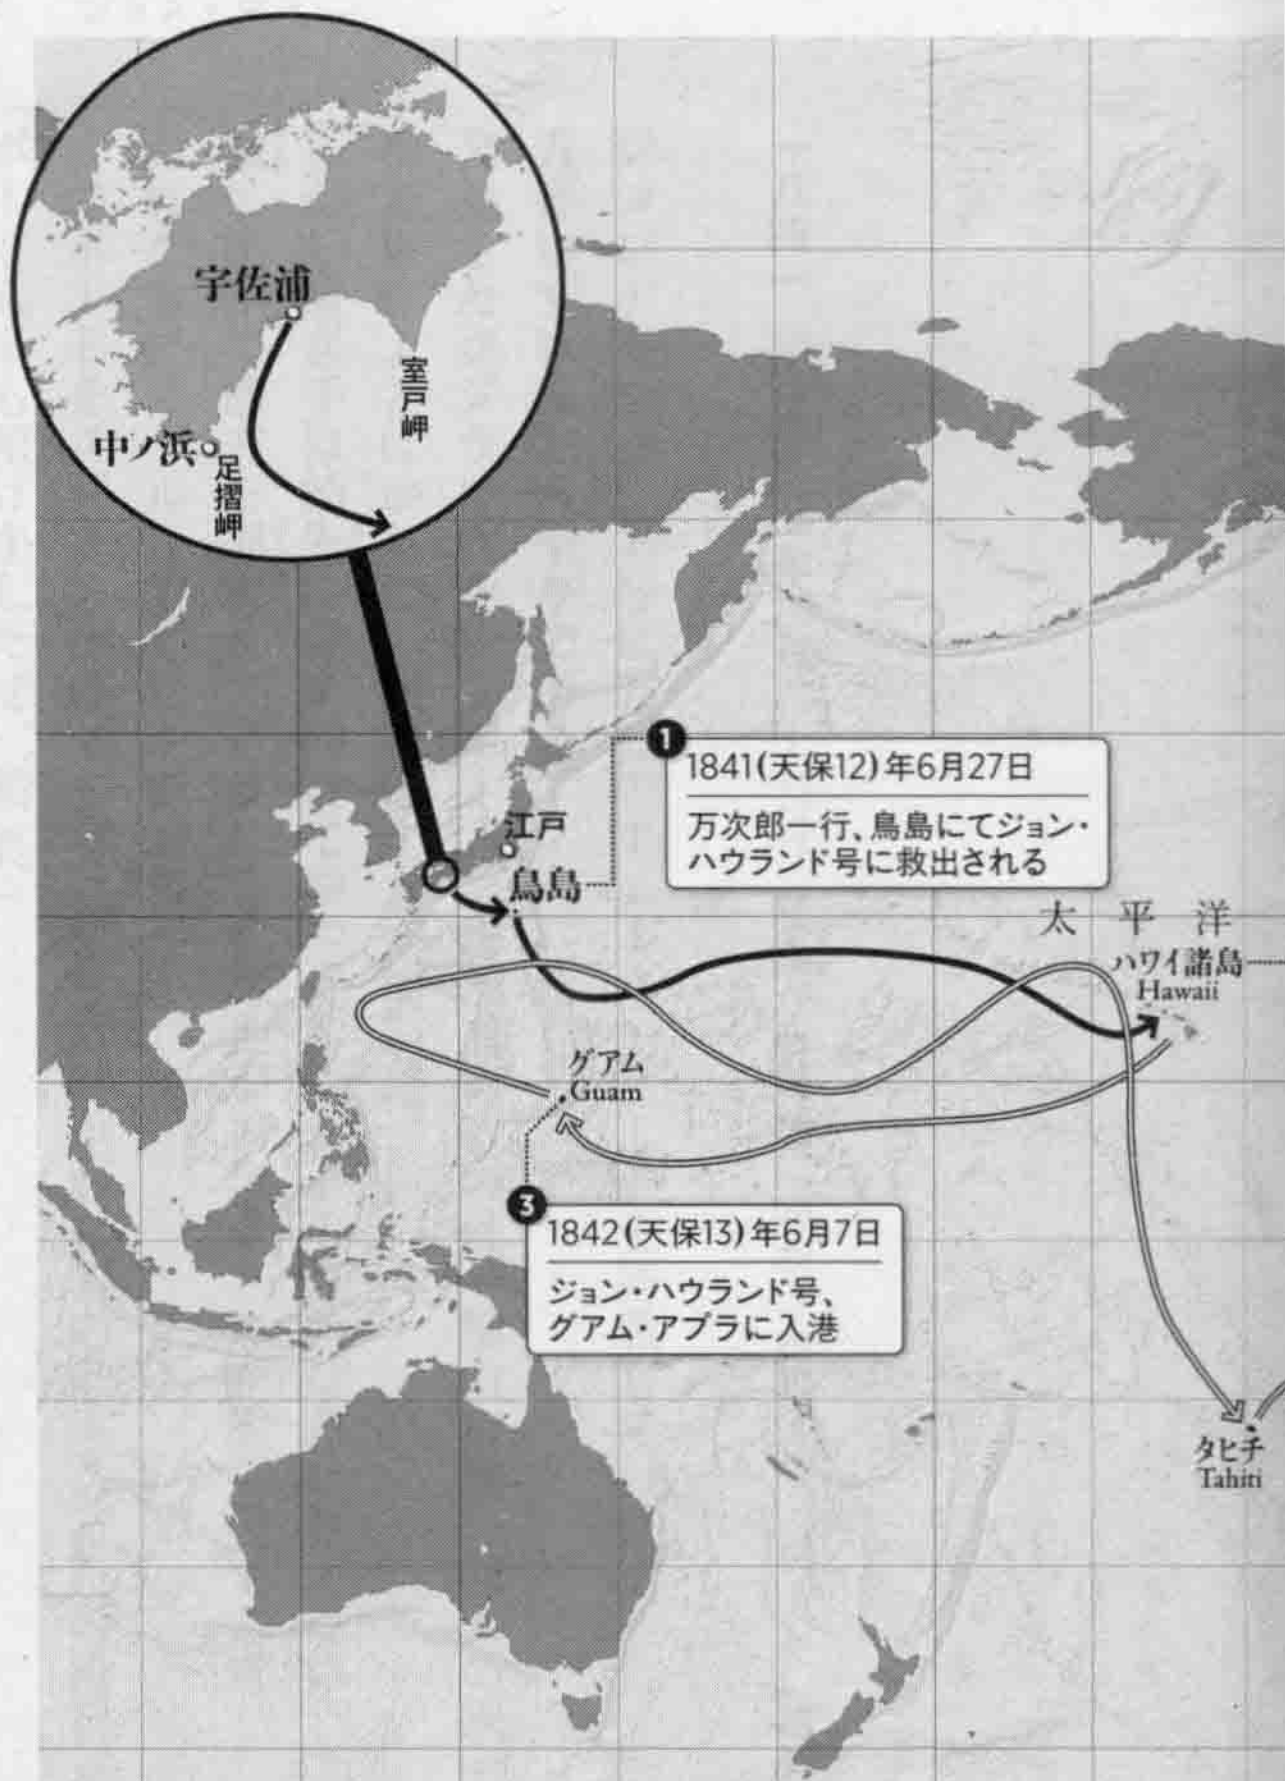 宇佐浦
室戸岬
中ノ浜
足摺岬
1
1841(天保12)年6月27日
万次郎一行、鳥島にてジョン・
ハウランド号に救出される
江戸
鳥島
太平洋
ハワイ諸島
Hawaii
グアム
Guam
3
1842(天保13)年6月7日
ジョン・ハウランド号、
グアム・アプラに入港
タヒチ
Tahiti